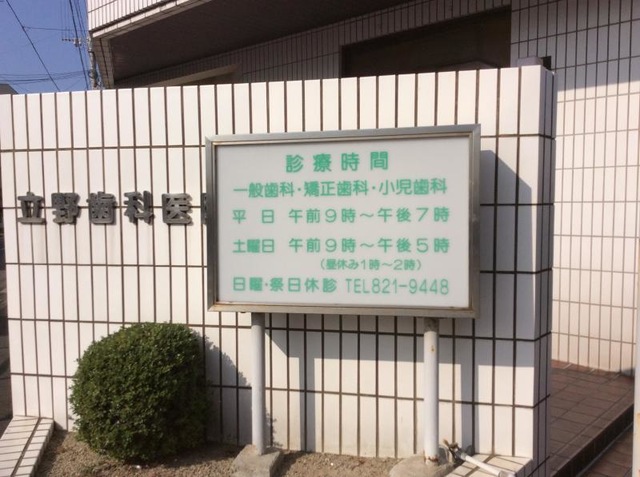 立野歯科医
診療時間
一般歯科・矯正歯科・小児歯科
平日 午前9時～午後7時
土曜日 午前9時～午後5時
(昼休み1時～2時)
日曜・祭日休診 TEL821-9448